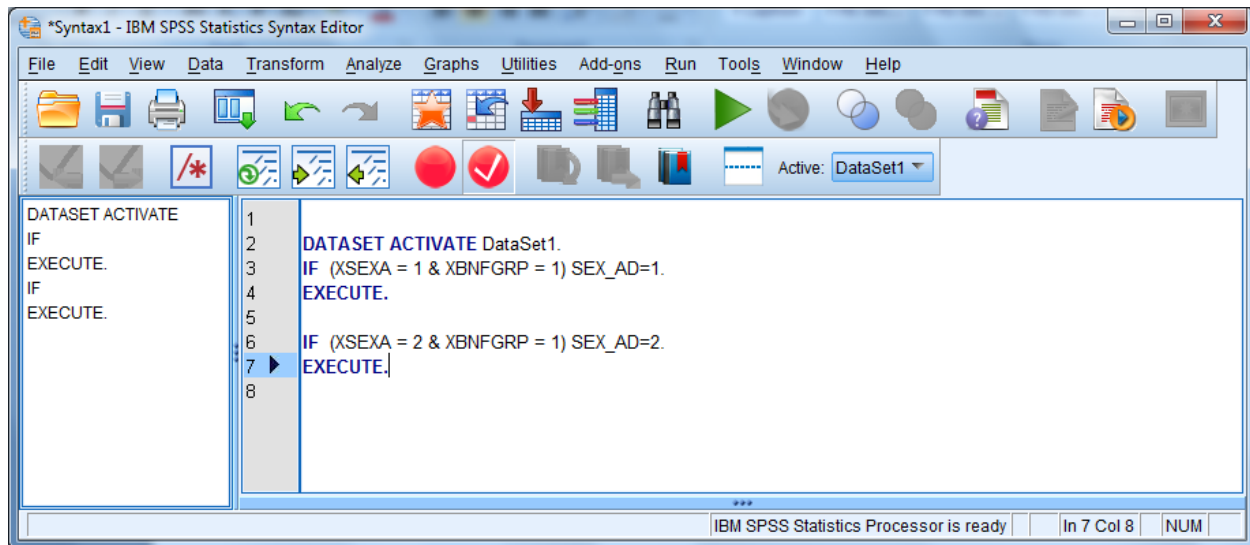 *Syntax1 - IBM SPSS Statistics Syntax Editor
File Edit View Data Transform Analyze Graphs Utilities Add-ons Run Tools Window Help
/*
Active: DataSet1
DATASET ACTIVATE
IF
EXECUTE.
IF
EXECUTE.
1
2 DATASET ACTIVATE DataSet1.
3 IF (XSEXA = 1 & XBNFGRP = 1) SEX_AD=1.
4 EXECUTE.
5
6 IF (XSEXA = 2 & XBNFGRP = 1) SEX_AD=2.
7 EXECUTE.
8
IBM SPSS Statistics Processor is ready In 7 Col 8 NUM